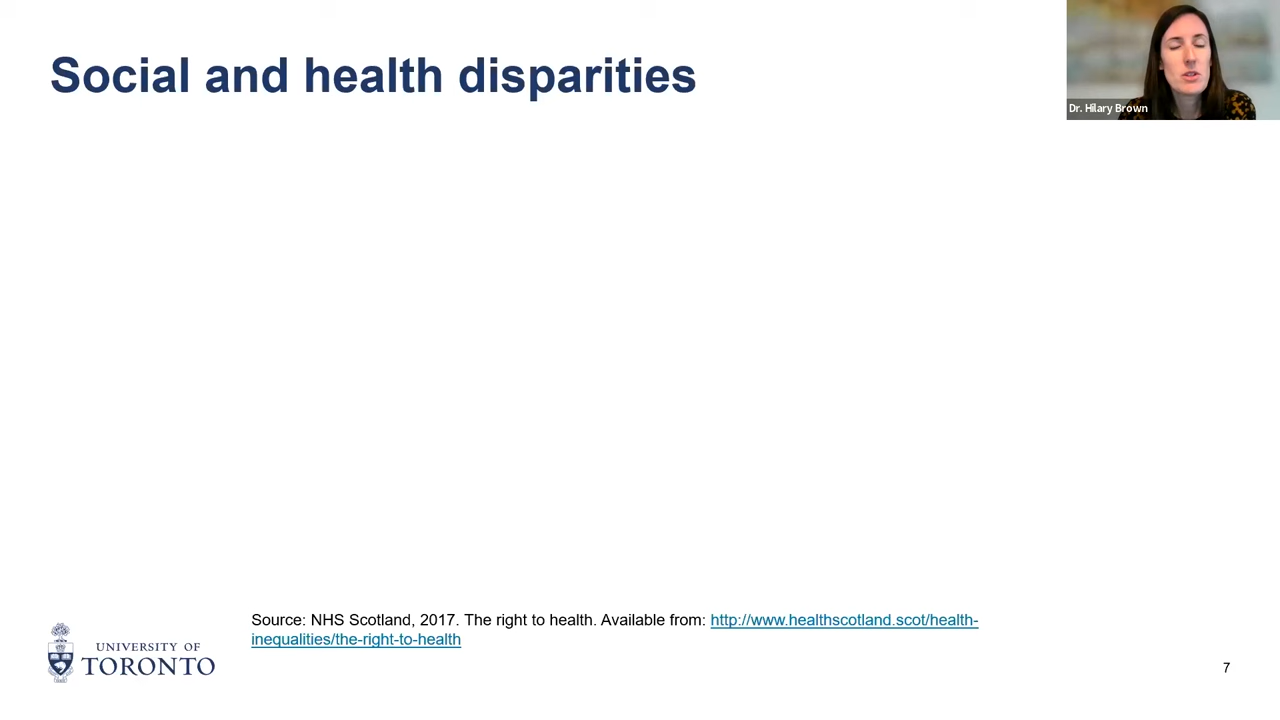 Social and health disparities
Dr. Hilary Brown
Source: NHS Scotland, 2017. The right to health. Available from: http://www.healthscotland.scot/health-
inequalities/the-right-to-health
UNIVERSITY OF
TORONTO
7